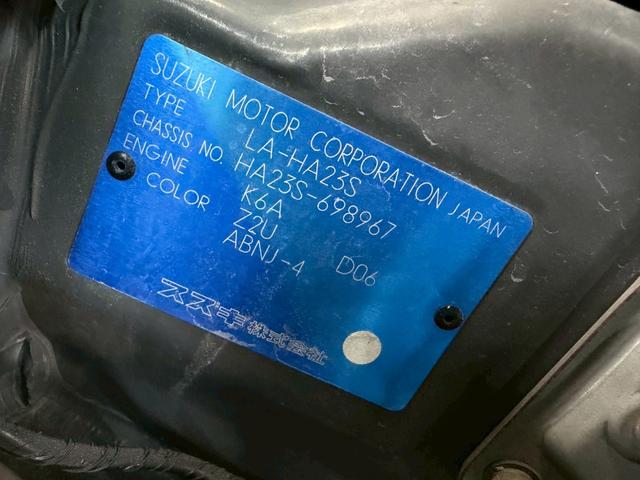 SUZUKI MOTOR CORPORATION JAPAN
TYPE LA-HA23S
CHASSIS NO. HA23S-698967
ENGINE K6A
COLOR Z2U
ABNJ-4 D06
スズキ株式会社